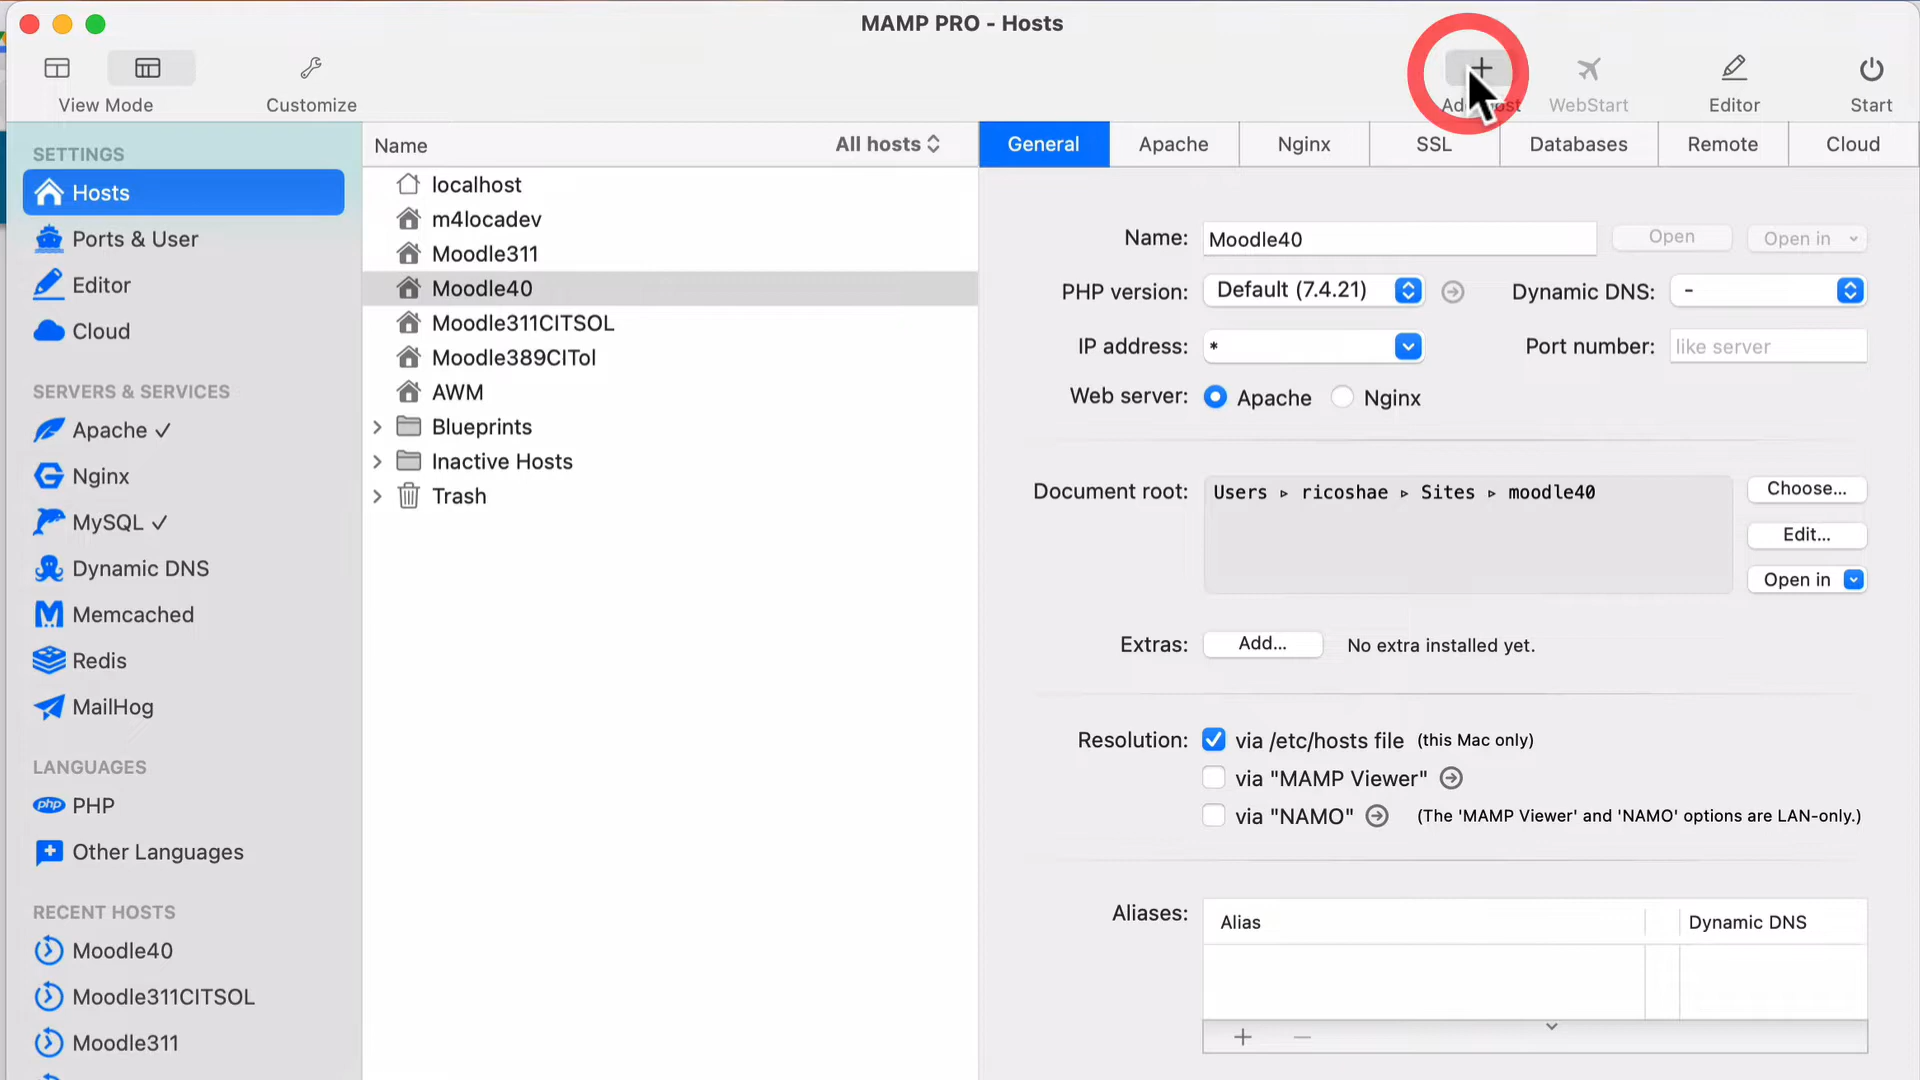 MAMP PRO - Hosts
View Mode
Customize
WebStart
Editor
Start
SETTINGS
Hosts
Ports & User
Editor
Cloud
SERVERS & SERVICES
Apache ✓
Nginx
MySQL ✓
Dynamic DNS
Memcached
Redis
MailHog
LANGUAGES
php PHP
Other Languages
RECENT HOSTS
Moodle40
Moodle311CITSOL
Moodle311
Name All hosts
localhost
m4locadev
Moodle311
Moodle40
Moodle311CITSOL
Moodle389CITol
AWM
Blueprints
Inactive Hosts
Trash
General Apache Nginx SSL Databases Remote Cloud
Name: Moodle40 Open Open in
PHP version: Default (7.4.21) Dynamic DNS: -
IP address: * Port number: like server
Web server: Apache Nginx
Document root: Users ▹ ricoshae ▹ Sites ▹ moodle40 Choose...
Edit...
Open in
Extras: Add... No extra installed yet.
Resolution: via /etc/hosts file (this Mac only)
via "MAMP Viewer"
via "NAMO" (The 'MAMP Viewer' and 'NAMO' options are LAN-only.)
Aliases: Alias Dynamic DNS